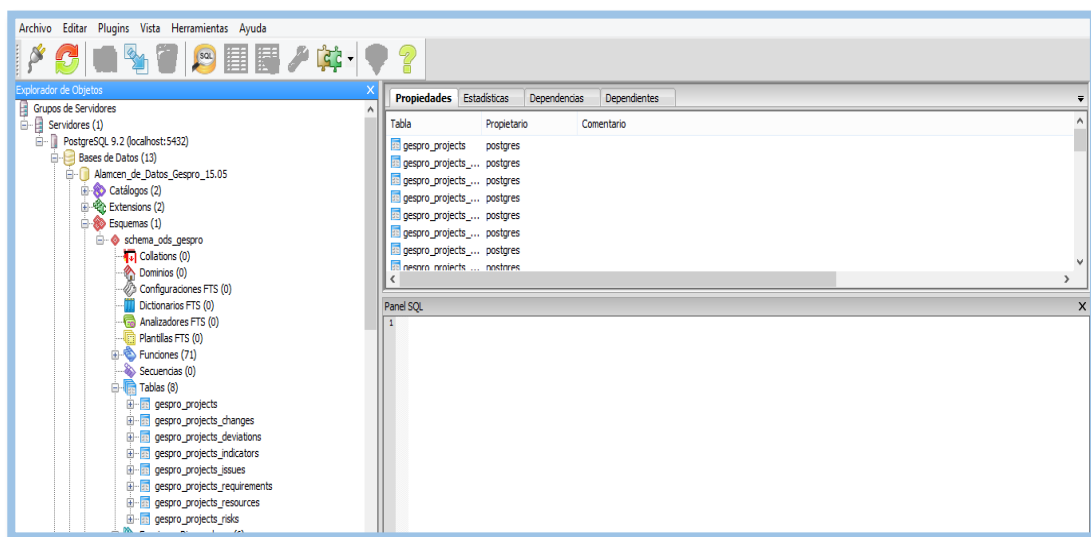 Archivo Editar Plugins Vista Herramientas Ayuda
SQL
Explorador de Objetos X
Grupos de Servidores
Servidores (1)
PostgreSQL 9.2 (localhost:5432)
Bases de Datos (13)
Alamcen_de_Datos_Gespro_15.05
Catálogos (2)
Extensions (2)
Esquemas (1)
schema_ods_gespro
Collations (0)
Dominios (0)
Configuraciones FTS (0)
Dictionarios FTS (0)
Analizadores FTS (0)
Plantillas FTS (0)
Funciones (71)
Secuencias (0)
Tablas (8)
gespro_projects
gespro_projects_changes
gespro_projects_deviations
gespro_projects_indicators
gespro_projects_issues
gespro_projects_requirements
gespro_projects_resources
gespro_projects_risks
Propiedades Estadísticas Dependencias Dependientes
Tabla Propietario Comentario
gespro_projects postgres
gespro_projects_... postgres
gespro_projects_... postgres
gespro_projects_... postgres
gespro_projects_... postgres
gespro_projects_... postgres
gespro_projects_... postgres
gespro_projects_... postgres
Panel SQL X
1